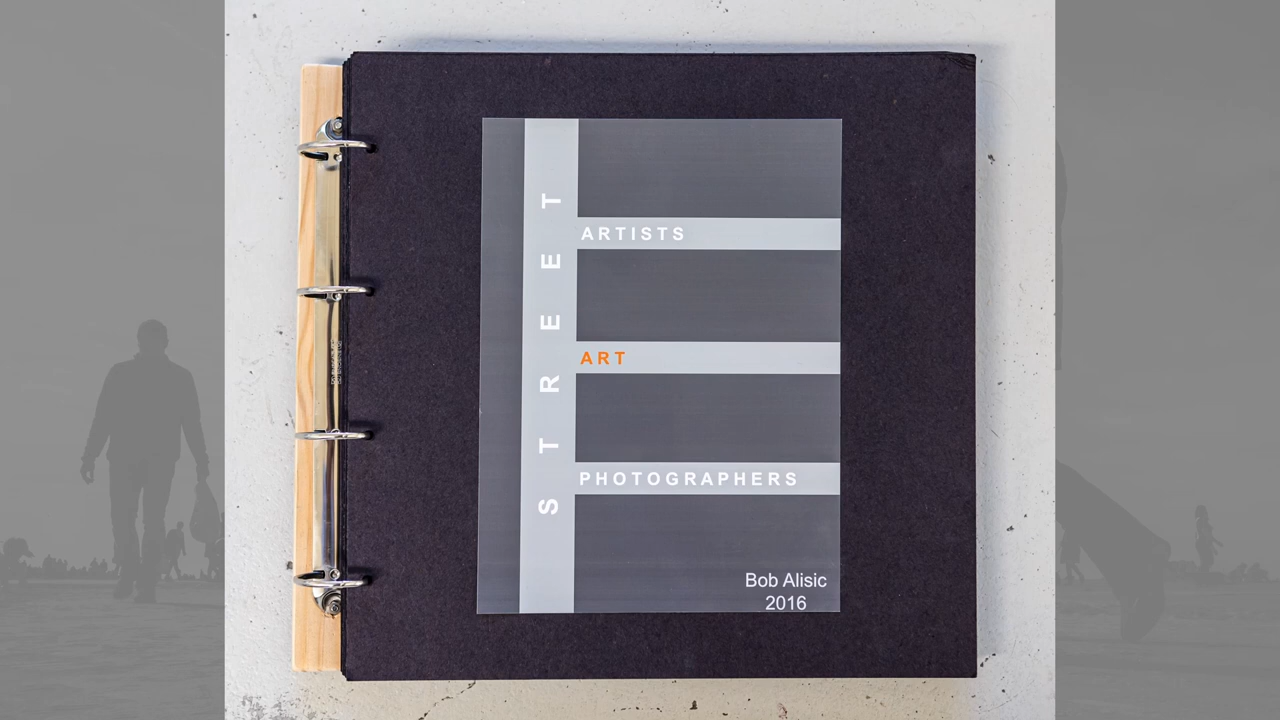 STREET
ARTISTS
ART
PHOTOGRAPHERS
Bob Alisic
2016